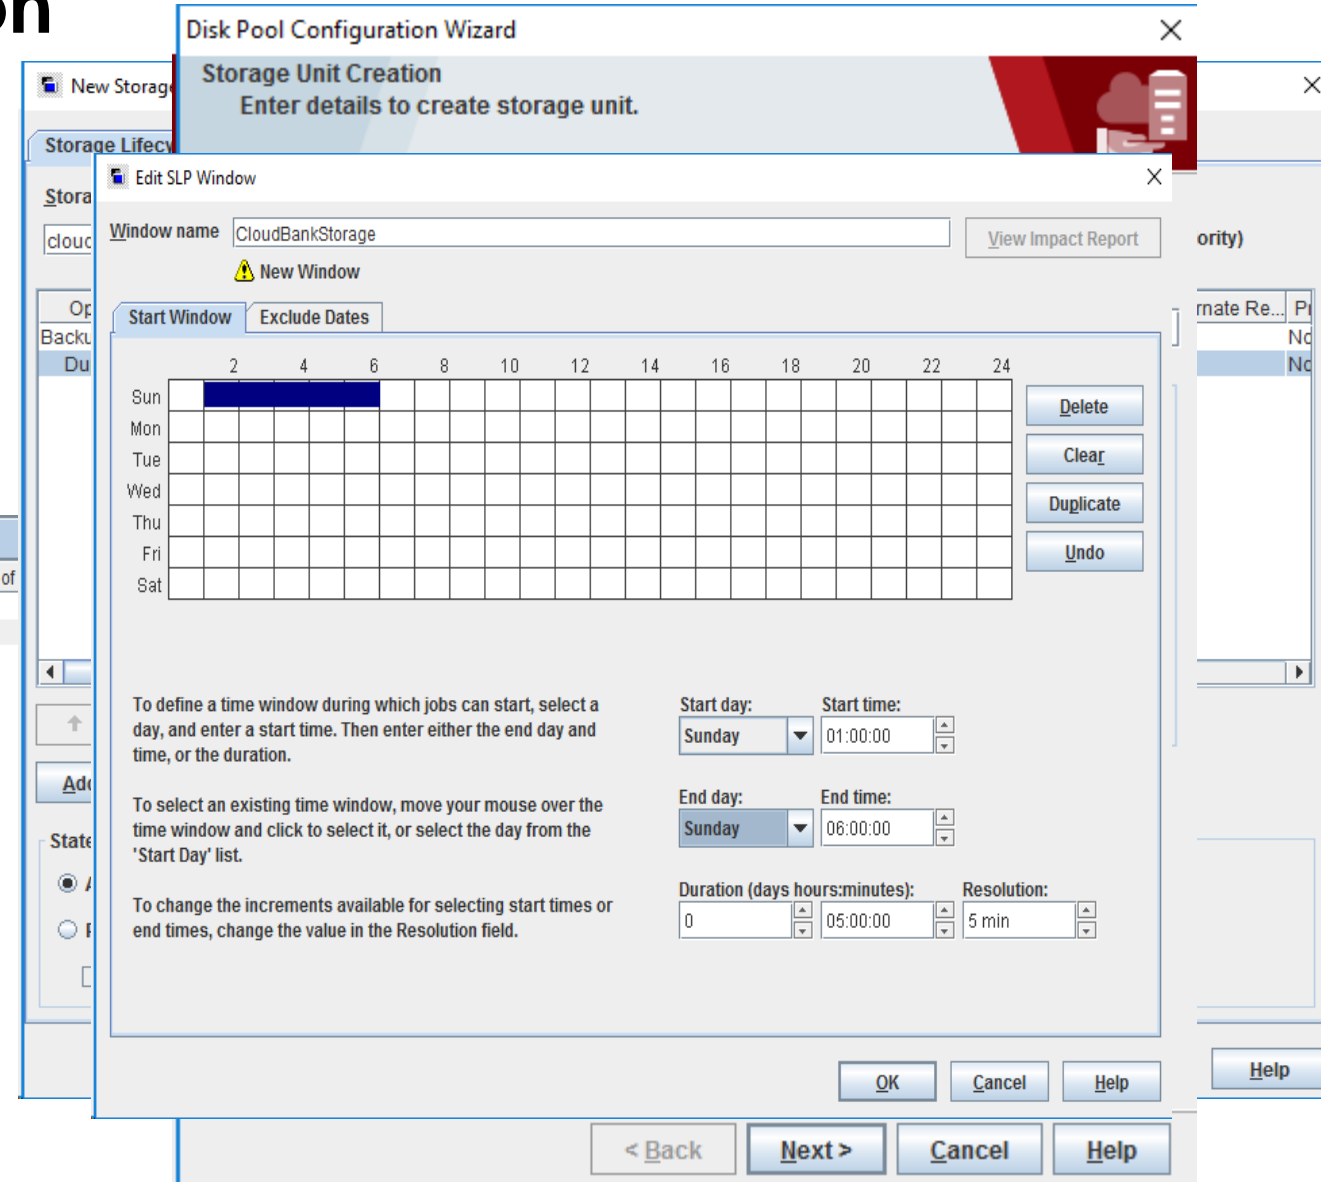 on
Disk Pool Configuration Wizard
Storage Unit Creation
Enter details to create storage unit.
New Storage
Storage Lifecy
Stora
cloud
Op
Backu
Du
of
Add
State
Edit SLP Window
Window name CloudBankStorage View Impact Report
New Window
Start Window Exclude Dates
2 4 6 8 10 12 14 16 18 20 22 24
Sun
Mon
Tue
Wed
Thu
Fri
Sat
Delete
Clear
Duplicate
Undo
To define a time window during which jobs can start, select a
day, and enter a start time. Then enter either the end day and
time, or the duration.
To select an existing time window, move your mouse over the
time window and click to select it, or select the day from the
'Start Day' list.
To change the increments available for selecting start times or
end times, change the value in the Resolution field.
Start day: Start time:
Sunday 01:00:00
End day: End time:
Sunday 06:00:00
Duration (days hours:minutes): Resolution:
0 05:00:00 5 min
OK Cancel Help
ority)
rnate Re... Pr
No
No
Help
< Back Next > Cancel Help